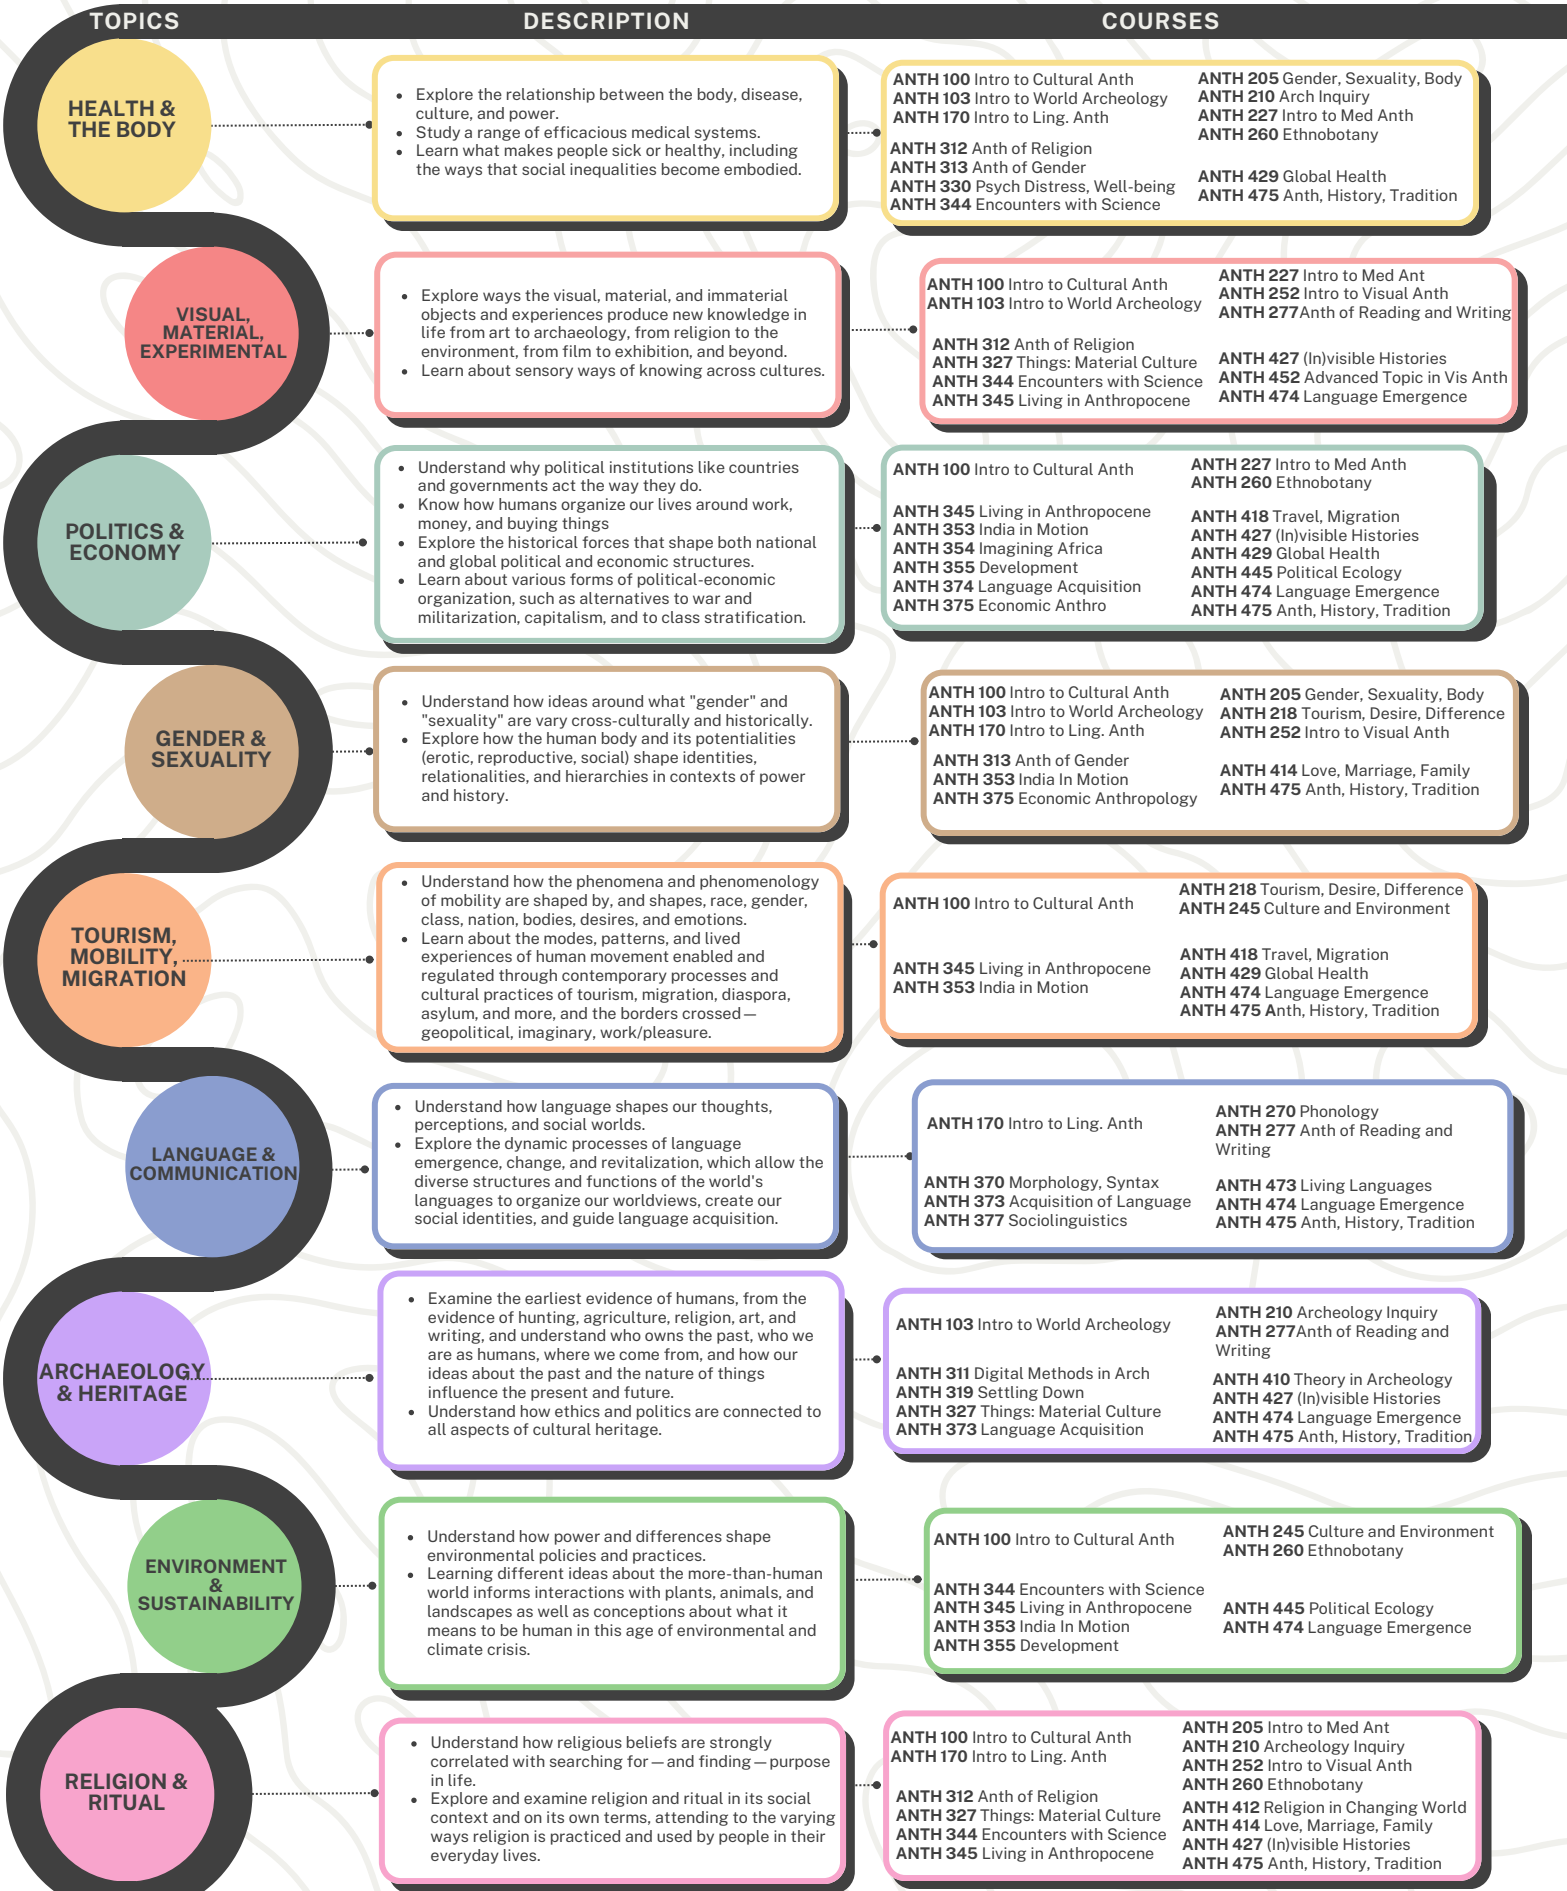 TOPICS
DESCRIPTION
COURSES
HEALTH &
THE BODY
• Explore the relationship between the body, disease,
culture, and power.
• Study a range of efficacious medical systems.
• Learn what makes people sick or healthy, including
the ways that social inequalities become embodied.
ANTH 100 Intro to Cultural Anth
ANTH 103 Intro to World Archeology
ANTH 170 Intro to Ling. Anth
ANTH 205 Gender, Sexuality, Body
ANTH 210 Arch Inquiry
ANTH 227 Intro to Med Anth
ANTH 260 Ethnobotany
ANTH 312 Anth of Religion
ANTH 313 Anth of Gender
ANTH 330 Psych Distress, Well-being
ANTH 344 Encounters with Science
ANTH 429 Global Health
ANTH 475 Anth, History, Tradition
VISUAL,
MATERIAL,
EXPERIMENTAL
• Explore ways the visual, material, and immaterial
objects and experiences produce new knowledge in
life from art to archaeology, from religion to the
environment, from film to exhibition, and beyond.
• Learn about sensory ways of knowing across cultures.
ANTH 100 Intro to Cultural Anth
ANTH 103 Intro to World Archeology
ANTH 227 Intro to Med Ant
ANTH 252 Intro to Visual Anth
ANTH 277Anth of Reading and Writing
ANTH 312 Anth of Religion
ANTH 327 Things: Material Culture
ANTH 344 Encounters with Science
ANTH 345 Living in Anthropocene
ANTH 427 (In)visible Histories
ANTH 452 Advanced Topic in Vis Anth
ANTH 474 Language Emergence
POLITICS &
ECONOMY
• Understand why political institutions like countries
and governments act the way they do.
• Know how humans organize our lives around work,
money, and buying things
• Explore the historical forces that shape both national
and global political and economic structures.
• Learn about various forms of political-economic
organization, such as alternatives to war and
militarization, capitalism, and to class stratification.
ANTH 100 Intro to Cultural Anth
ANTH 227 Intro to Med Anth
ANTH 260 Ethnobotany
ANTH 345 Living in Anthropocene
ANTH 353 India in Motion
ANTH 354 Imagining Africa
ANTH 355 Development
ANTH 374 Language Acquisition
ANTH 375 Economic Anthro
ANTH 418 Travel, Migration
ANTH 427 (In)visible Histories
ANTH 429 Global Health
ANTH 445 Political Ecology
ANTH 474 Language Emergence
ANTH 475 Anth, History, Tradition
GENDER &
SEXUALITY
• Understand how ideas around what "gender" and
"sexuality" are vary cross-culturally and historically.
• Explore how the human body and its potentialities
(erotic, reproductive, social) shape identities,
relationalities, and hierarchies in contexts of power
and history.
ANTH 100 Intro to Cultural Anth
ANTH 103 Intro to World Archeology
ANTH 170 Intro to Ling. Anth
ANTH 205 Gender, Sexuality, Body
ANTH 218 Tourism, Desire, Difference
ANTH 252 Intro to Visual Anth
ANTH 313 Anth of Gender
ANTH 353 India In Motion
ANTH 375 Economic Anthropology
ANTH 414 Love, Marriage, Family
ANTH 475 Anth, History, Tradition
TOURISM,
MOBILITY,
MIGRATION
• Understand how the phenomena and phenomenology
of mobility are shaped by, and shapes, race, gender,
class, nation, bodies, desires, and emotions.
• Learn about the modes, patterns, and lived
experiences of human movement enabled and
regulated through contemporary processes and
cultural practices of tourism, migration, diaspora,
asylum, and more, and the borders crossed—
geopolitical, imaginary, work/pleasure.
ANTH 100 Intro to Cultural Anth
ANTH 218 Tourism, Desire, Difference
ANTH 245 Culture and Environment
ANTH 345 Living in Anthropocene
ANTH 353 India in Motion
ANTH 418 Travel, Migration
ANTH 429 Global Health
ANTH 474 Language Emergence
ANTH 475 Anth, History, Tradition
LANGUAGE &
COMMUNICATION
• Understand how language shapes our thoughts,
perceptions, and social worlds.
• Explore the dynamic processes of language
emergence, change, and revitalization, which allow the
diverse structures and functions of the world's
languages to organize our worldviews, create our
social identities, and guide language acquisition.
ANTH 170 Intro to Ling. Anth
ANTH 270 Phonology
ANTH 277 Anth of Reading and
Writing
ANTH 370 Morphology, Syntax
ANTH 373 Acquisition of Language
ANTH 377 Sociolinguistics
ANTH 473 Living Languages
ANTH 474 Language Emergence
ANTH 475 Anth, History, Tradition
ARCHAEOLOGY
& HERITAGE
• Examine the earliest evidence of humans, from the
evidence of hunting, agriculture, religion, art, and
writing, and understand who owns the past, who we
are as humans, where we come from, and how our
ideas about the past and the nature of things
influence the present and future.
• Understand how ethics and politics are connected to
all aspects of cultural heritage.
ANTH 103 Intro to World Archeology
ANTH 210 Archeology Inquiry
ANTH 277Anth of Reading and
Writing
ANTH 311 Digital Methods in Arch
ANTH 319 Settling Down
ANTH 327 Things: Material Culture
ANTH 373 Language Acquisition
ANTH 410 Theory in Archeology
ANTH 427 (In)visible Histories
ANTH 474 Language Emergence
ANTH 475 Anth, History, Tradition
ENVIRONMENT
&
SUSTAINABILITY
• Understand how power and differences shape
environmental policies and practices.
• Learning different ideas about the more-than-human
world informs interactions with plants, animals, and
landscapes as well as conceptions about what it
means to be human in this age of environmental and
climate crisis.
ANTH 100 Intro to Cultural Anth
ANTH 245 Culture and Environment
ANTH 260 Ethnobotany
ANTH 344 Encounters with Science
ANTH 345 Living in Anthropocene
ANTH 353 India In Motion
ANTH 355 Development
ANTH 445 Political Ecology
ANTH 474 Language Emergence
RELIGION &
RITUAL
• Understand how religious beliefs are strongly
correlated with searching for—and finding—purpose
in life.
• Explore and examine religion and ritual in its social
context and on its own terms, attending to the varying
ways religion is practiced and used by people in their
everyday lives.
ANTH 100 Intro to Cultural Anth
ANTH 170 Intro to Ling. Anth
ANTH 205 Intro to Med Ant
ANTH 210 Archeology Inquiry
ANTH 252 Intro to Visual Anth
ANTH 260 Ethnobotany
ANTH 312 Anth of Religion
ANTH 327 Things: Material Culture
ANTH 344 Encounters with Science
ANTH 345 Living in Anthropocene
ANTH 412 Religion in Changing World
ANTH 414 Love, Marriage, Family
ANTH 427 (In)visible Histories
ANTH 475 Anth, History, Tradition